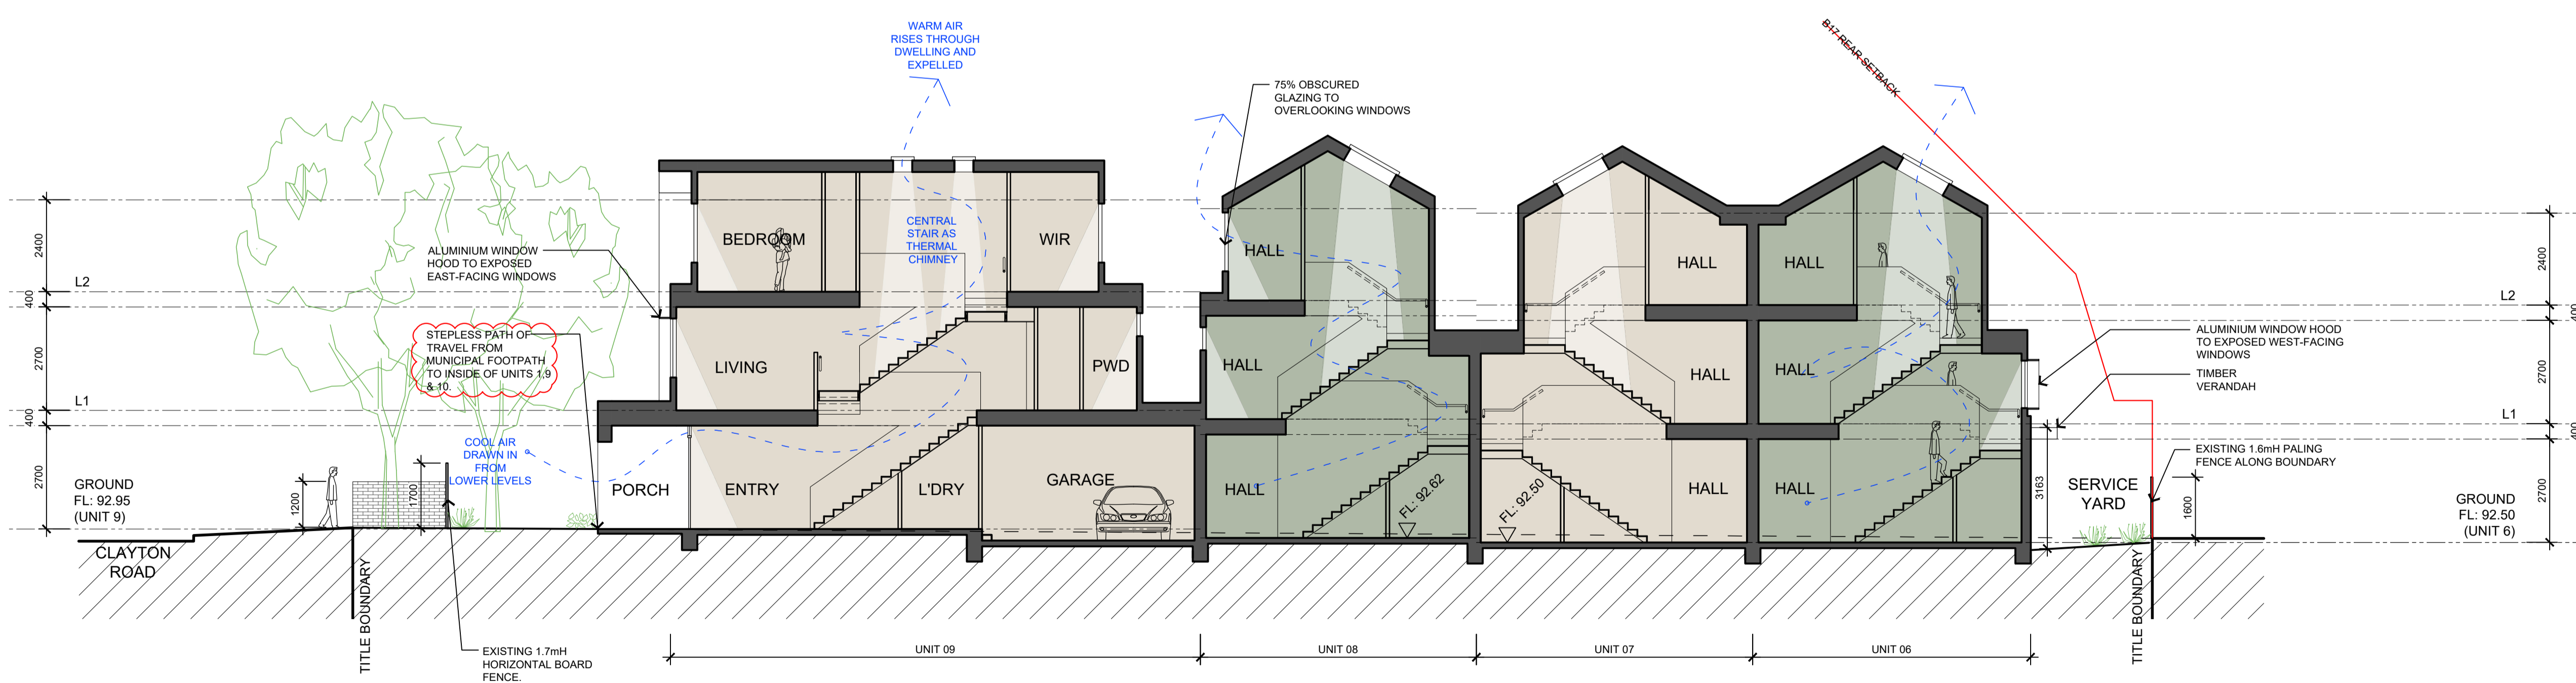 WARM AIR
RISES THROUGH
DWELLING AND
EXPELLED
B17 REAR SETBACK
75% OBSCURED
GLAZING TO
OVERLOOKING WINDOWS
ALUMINIUM WINDOW
HOOD TO EXPOSED
EAST-FACING WINDOWS
BEDROOM
CENTRAL
STAIR AS
THERMAL
CHIMNEY
WIR
HALL
HALL
HALL
2400
L2
400
2700
L1
400
2700
STEPLESS PATH OF
TRAVEL FROM
MUNICIPAL FOOTPATH
TO INSIDE OF UNITS 1,9
& 10.
LIVING
PWD
HALL
HALL
HALL
2400
L2
400
2700
L1
400
2700
ALUMINIUM WINDOW HOOD
TO EXPOSED WEST-FACING
WINDOWS
TIMBER
VERANDAH
COOL AIR
DRAWN IN
FROM
LOWER LEVELS
GROUND
FL: 92.95
(UNIT 9)
1200
1700
PORCH
ENTRY
L'DRY
GARAGE
HALL
FL: 92.62
FL: 92.50
HALL
HALL
3163
SERVICE
YARD
1600
EXISTING 1.6mH PALING
FENCE ALONG BOUNDARY
GROUND
FL: 92.50
(UNIT 6)
CLAYTON
ROAD
TITLE BOUNDARY
TITLE BOUNDARY
EXISTING 1.7mH
HORIZONTAL BOARD
FENCE.
UNIT 09
UNIT 08
UNIT 07
UNIT 06